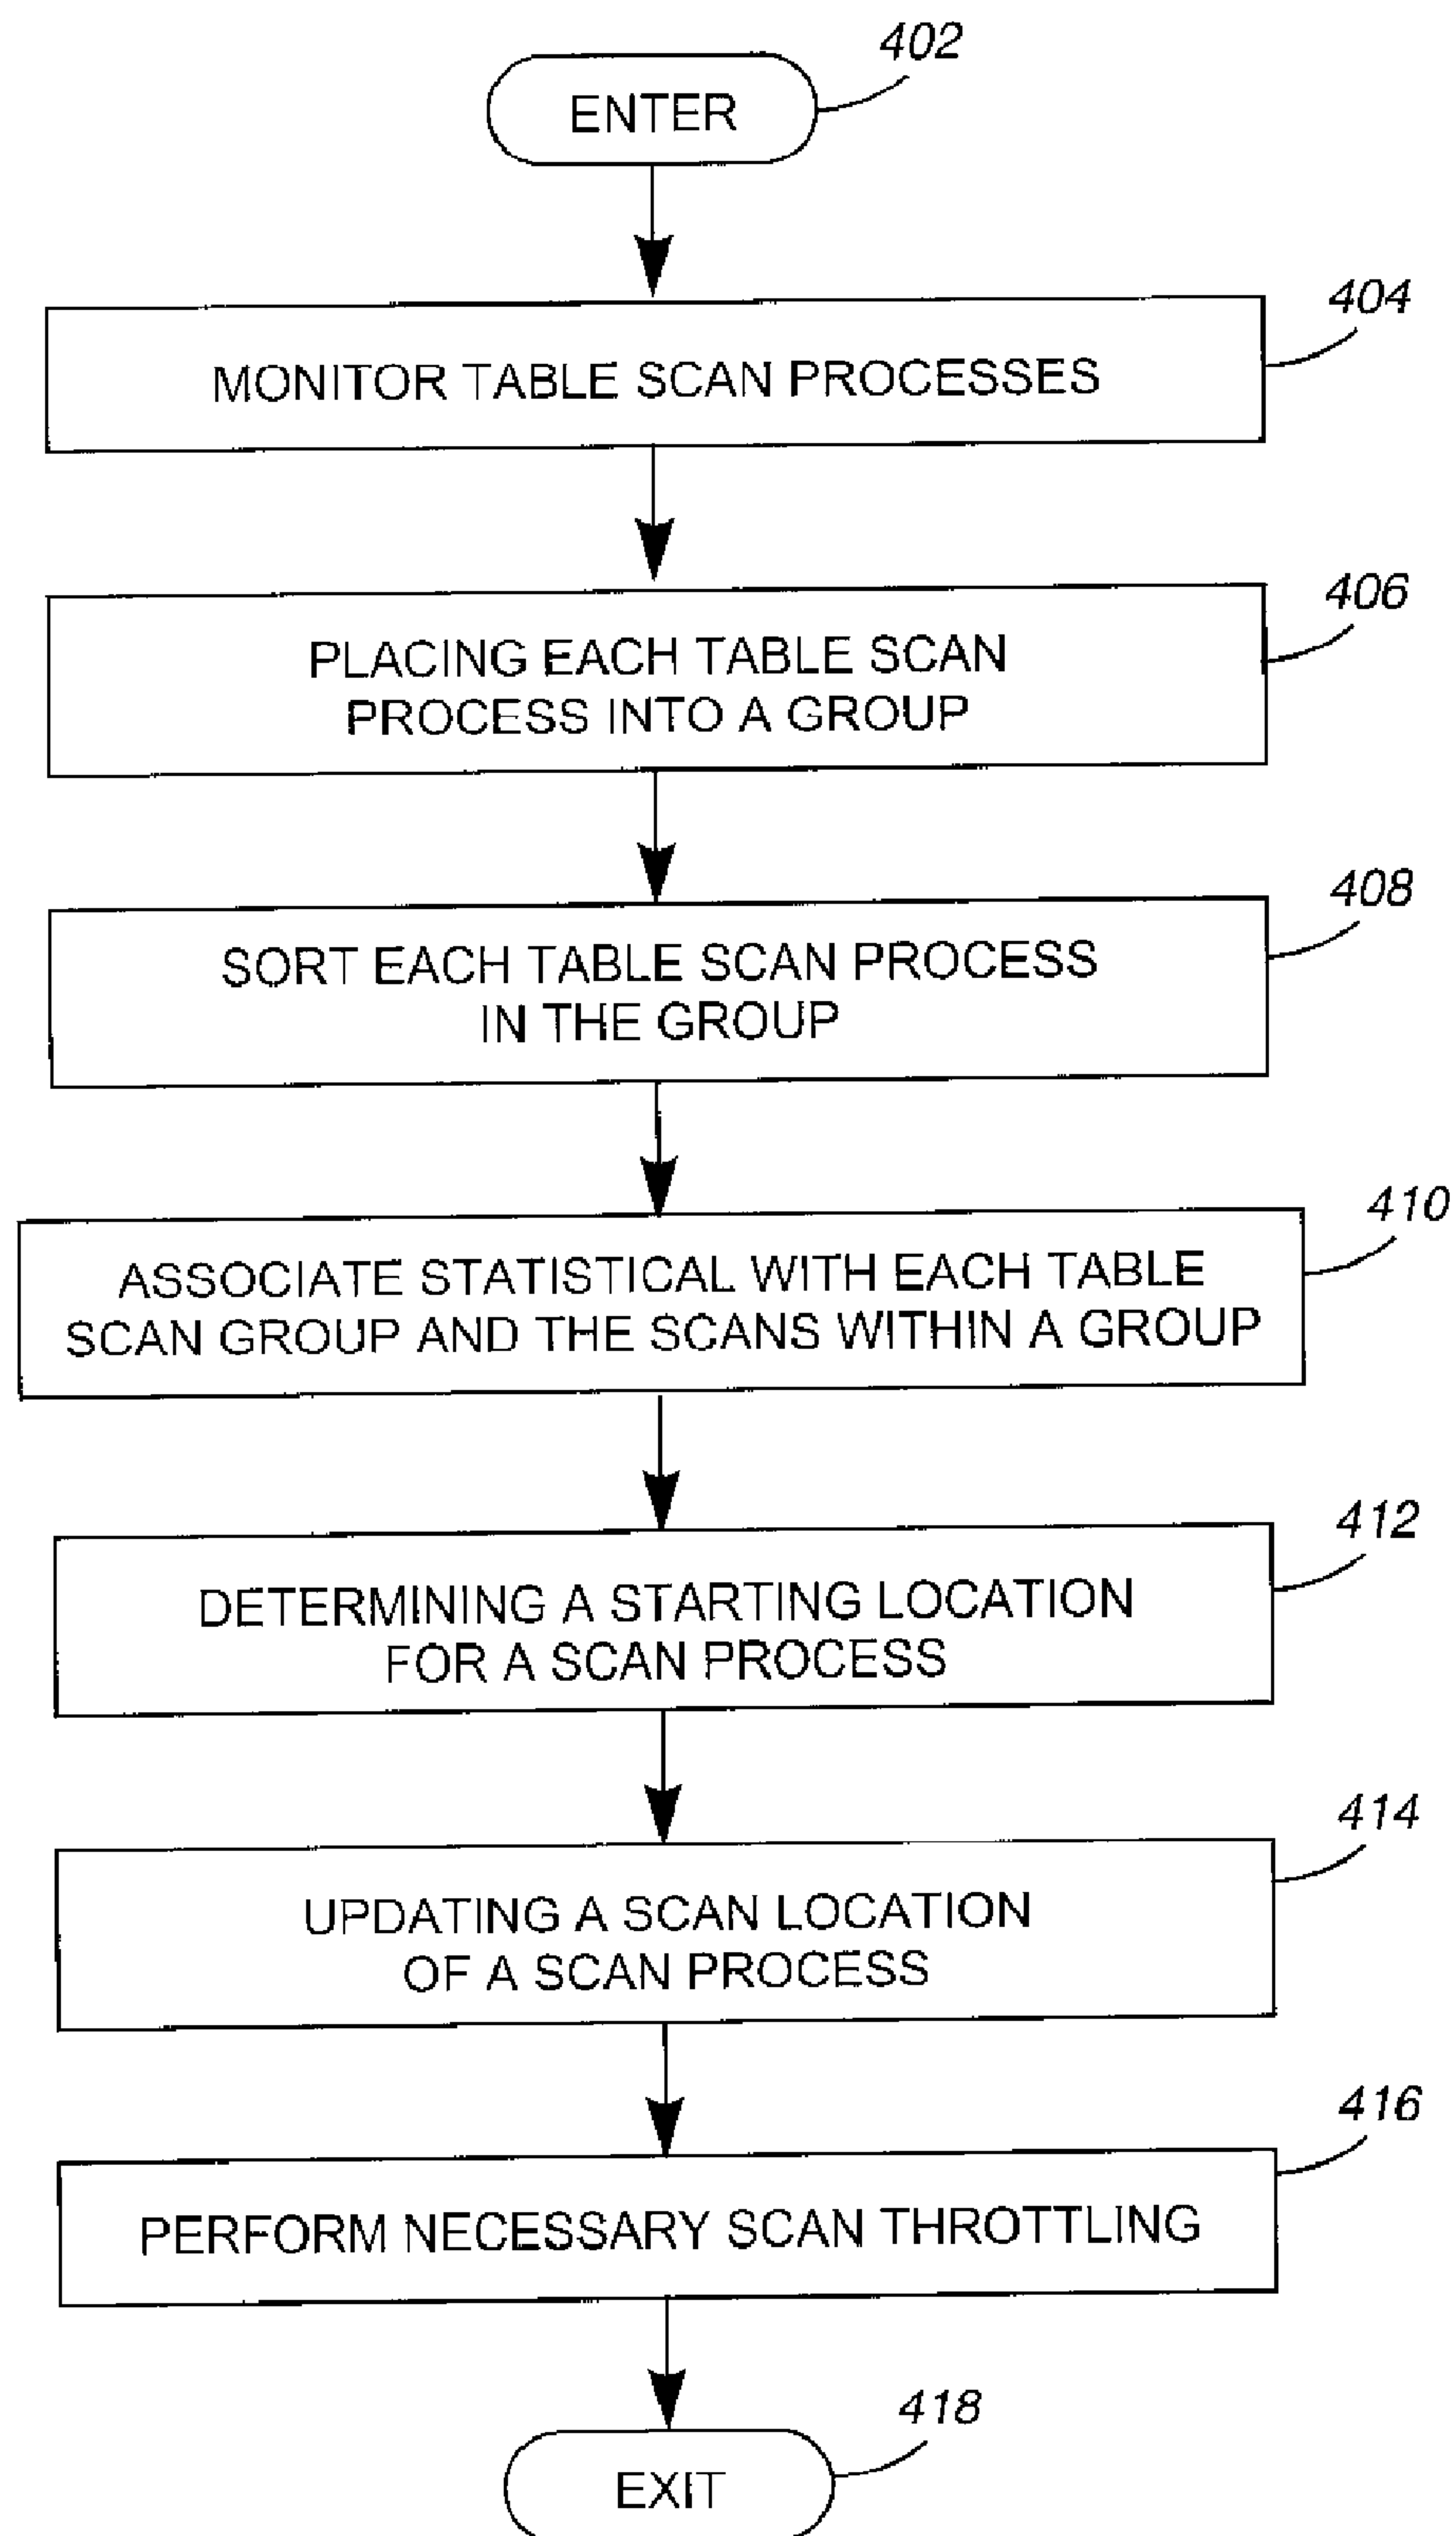 402
ENTER
404
MONITOR TABLE SCAN PROCESSES
406
PLACING EACH TABLE SCAN
PROCESS INTO A GROUP
408
SORT EACH TABLE SCAN PROCESS
IN THE GROUP
410
ASSOCIATE STATISTICAL WITH EACH TABLE
SCAN GROUP AND THE SCANS WITHIN A GROUP
412
DETERMINING A STARTING LOCATION
FOR A SCAN PROCESS
414
UPDATING A SCAN LOCATION
OF A SCAN PROCESS
416
PERFORM NECESSARY SCAN THROTTLING
418
EXIT